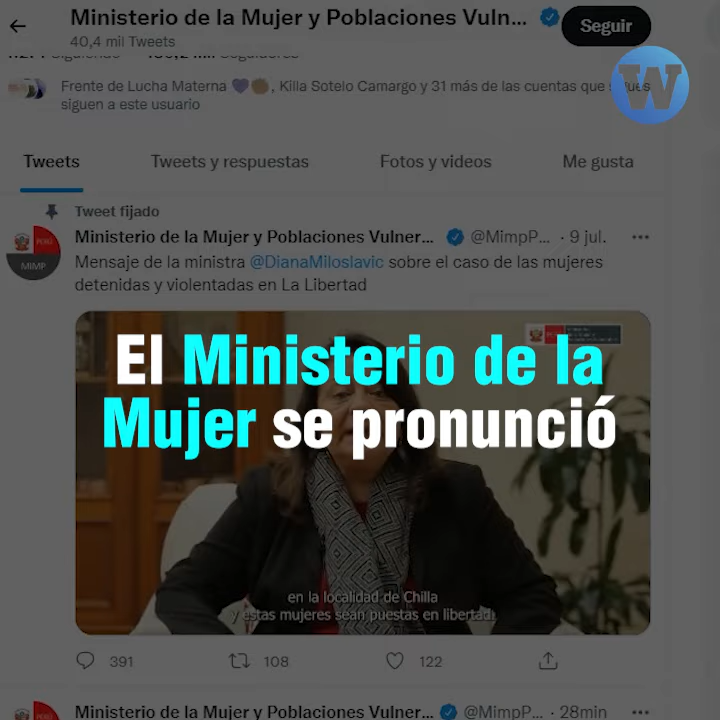 Ministerio de la Mujer y Poblaciones Vuln...
Seguir
40,4 mil Tweets
W
Frente de Lucha Materna 💜🤎, Killa Sotelo Camargo y 31 más de las cuentas que sigues
siguen a este usuario
Tweets
Tweets y respuestas
Fotos y videos
Me gusta
Tweet fijado
Ministerio de la Mujer y Poblaciones Vulner... @MimpP... · 9 jul.
Mensaje de la ministra @DianaMiloslavic sobre el caso de las mujeres
detenidas y violentadas en La Libertad
MIMP
El Ministerio de la
Mujer se pronunció
en la localidad de Chilla
y estas mujeres sean puestas en libertad.
391
108
122
Ministerio de la Mujer y Poblaciones Vulner... @MimpP... · 28min